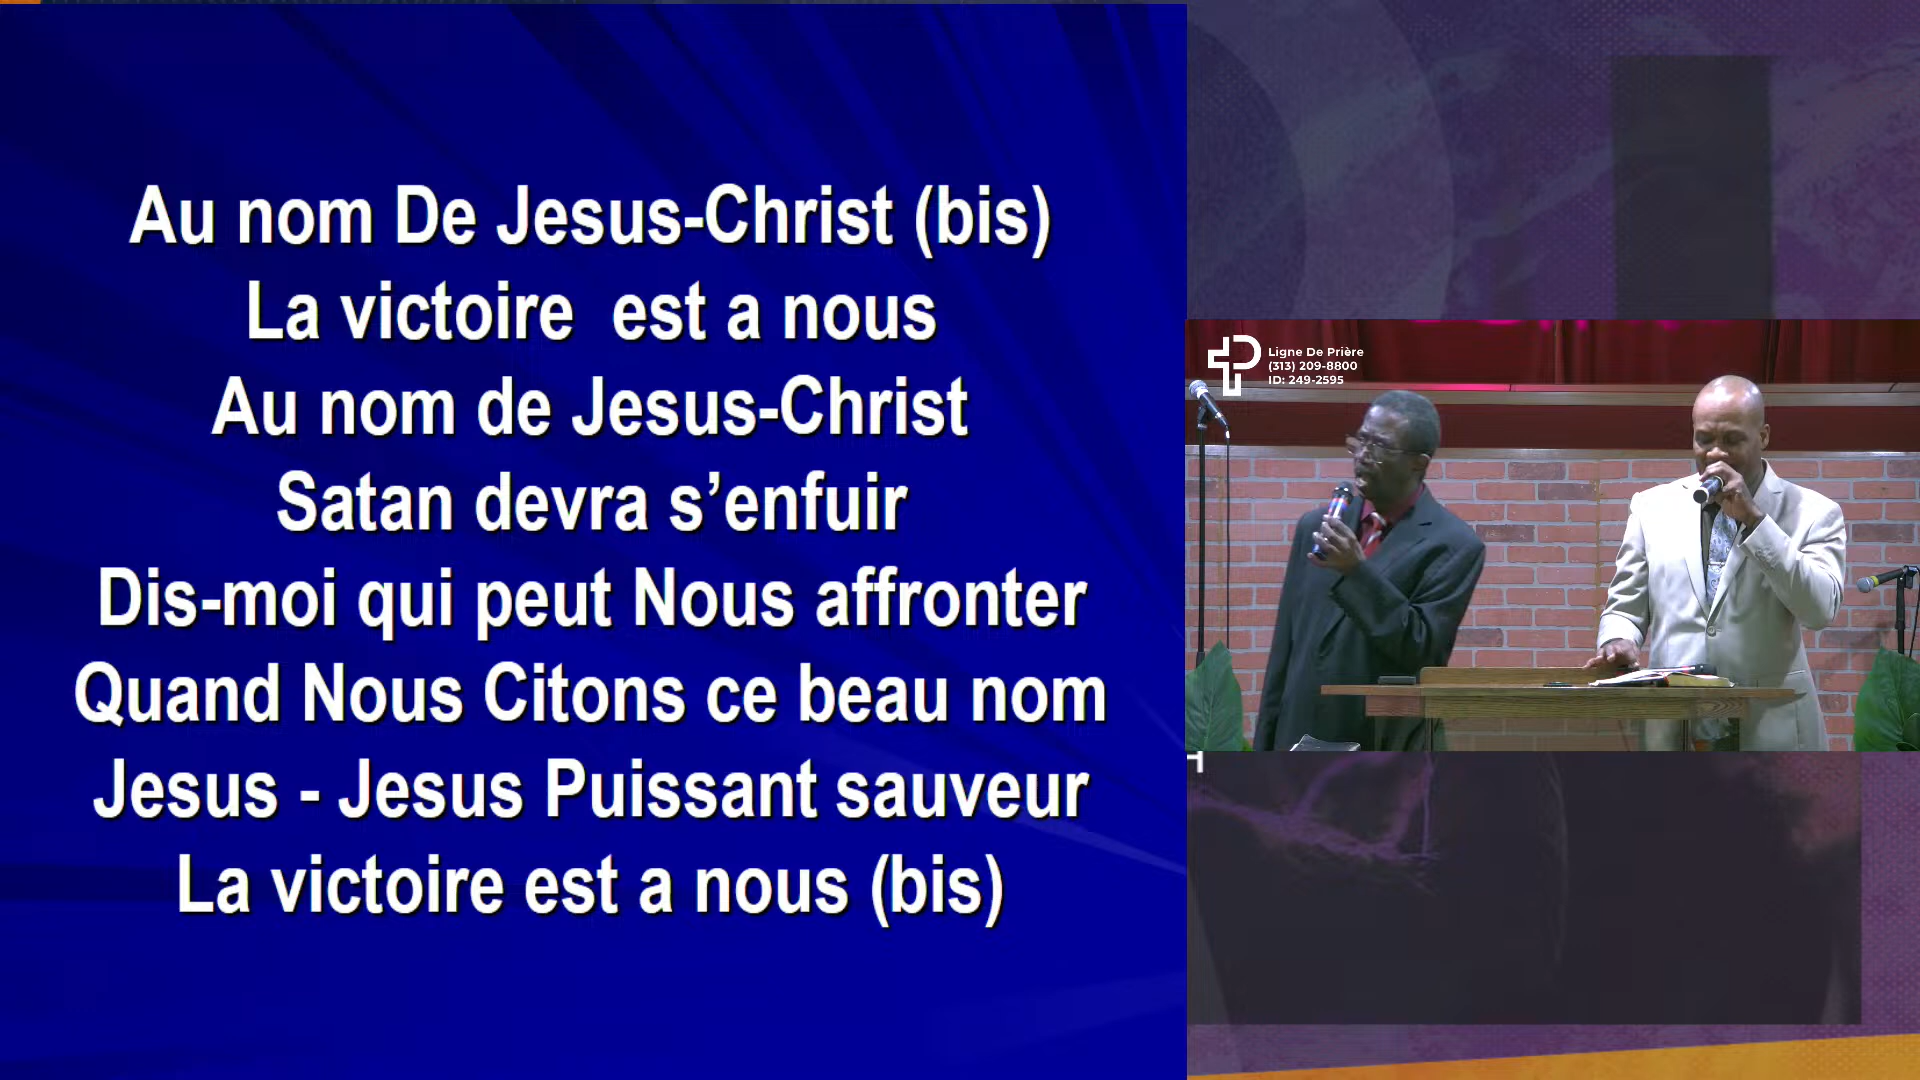 Au nom De Jesus-Christ (bis)
La victoire  est a nous
Au nom de Jesus-Christ
Satan devra s’enfuir
Dis-moi qui peut Nous affronter
Quand Nous Citons ce beau nom
Jesus - Jesus Puissant sauveur
La victoire est a nous (bis)
Ligne De Prière
(313) 209-8800
ID: 249-2595